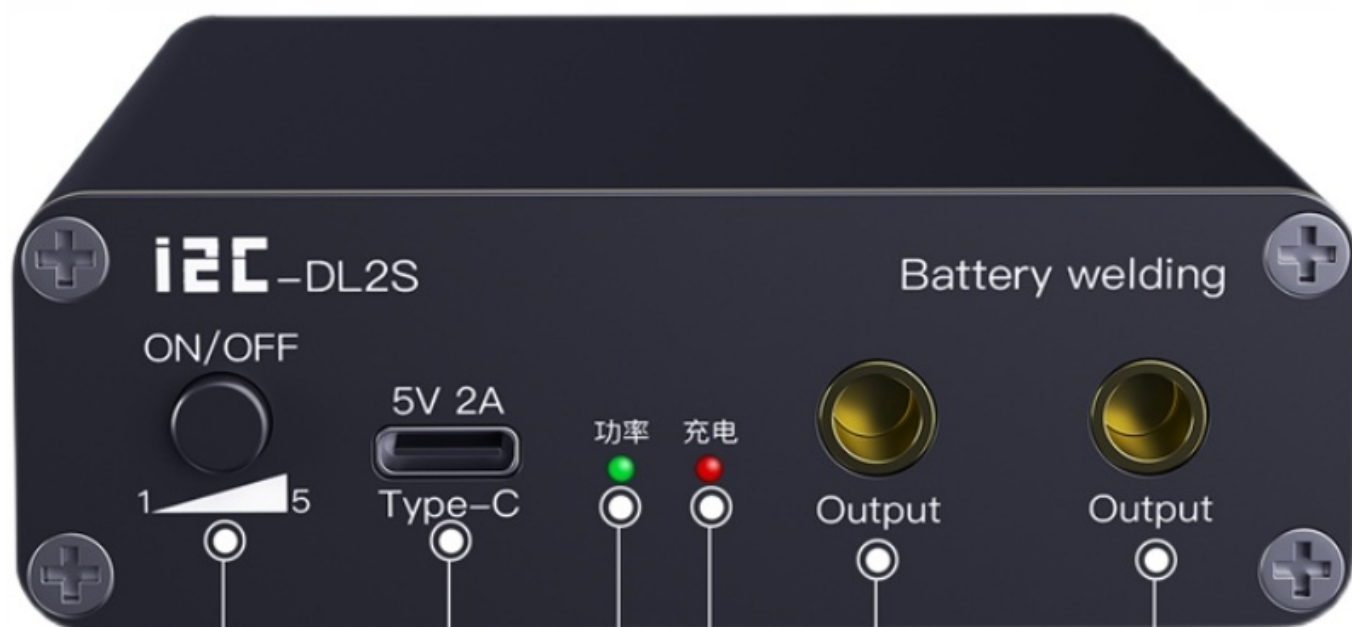 i2C-DL2S
Battery welding
ON/OFF
5V 2A
功率
充电
1
5
Type-C
Output
Output